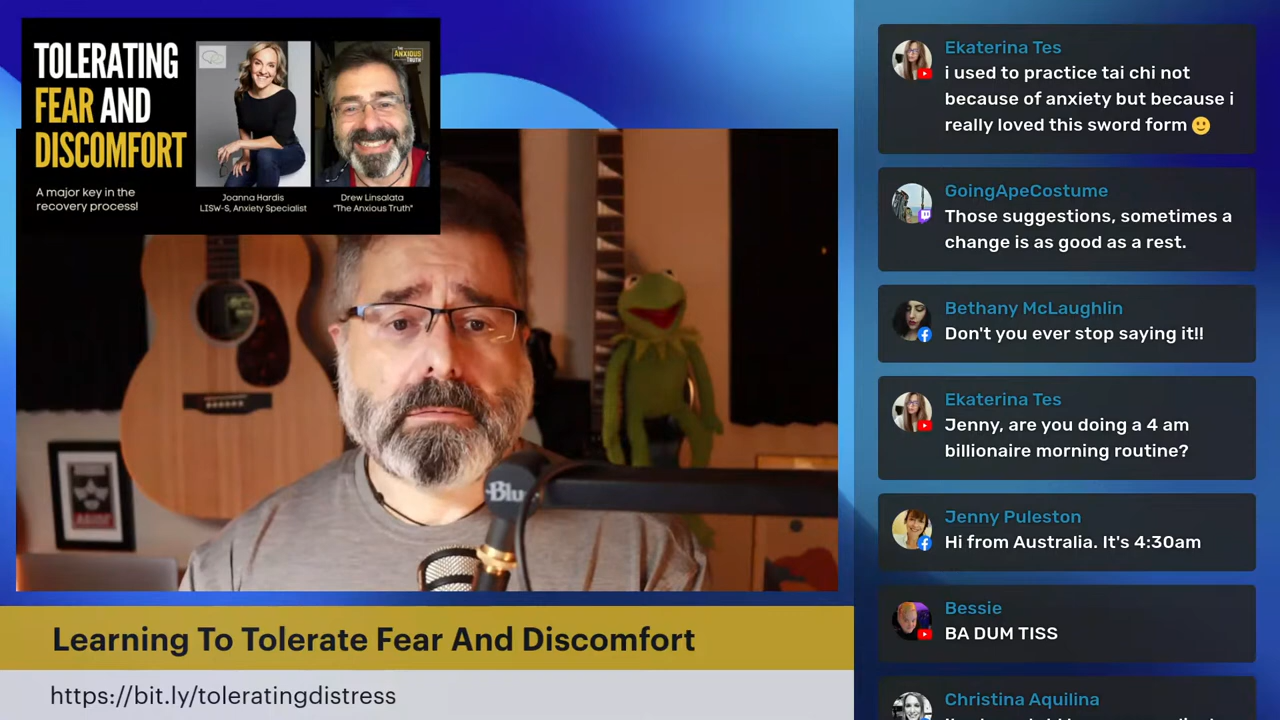 TOLERATING
FEAR AND
DISCOMFORT
A major key in the
recovery process!
Joanna Hardis
LISW-S, Anxiety Specialist
THE
ANXIOUS
TRUTH
Drew Linsalata
"The Anxious Truth"
Blu
Learning To Tolerate Fear And Discomfort
https://bit.ly/toleratingdistress
Ekaterina Tes
i used to practice tai chi not
because of anxiety but because i
really loved this sword form 🙂
GoingApeCostume
Those suggestions, sometimes a
change is as good as a rest.
Bethany McLaughlin
Don't you ever stop saying it!!
Ekaterina Tes
Jenny, are you doing a 4 am
billionaire morning routine?
Jenny Puleston
Hi from Australia. It's 4:30am
Bessie
BA DUM TISS
Christina Aquilina